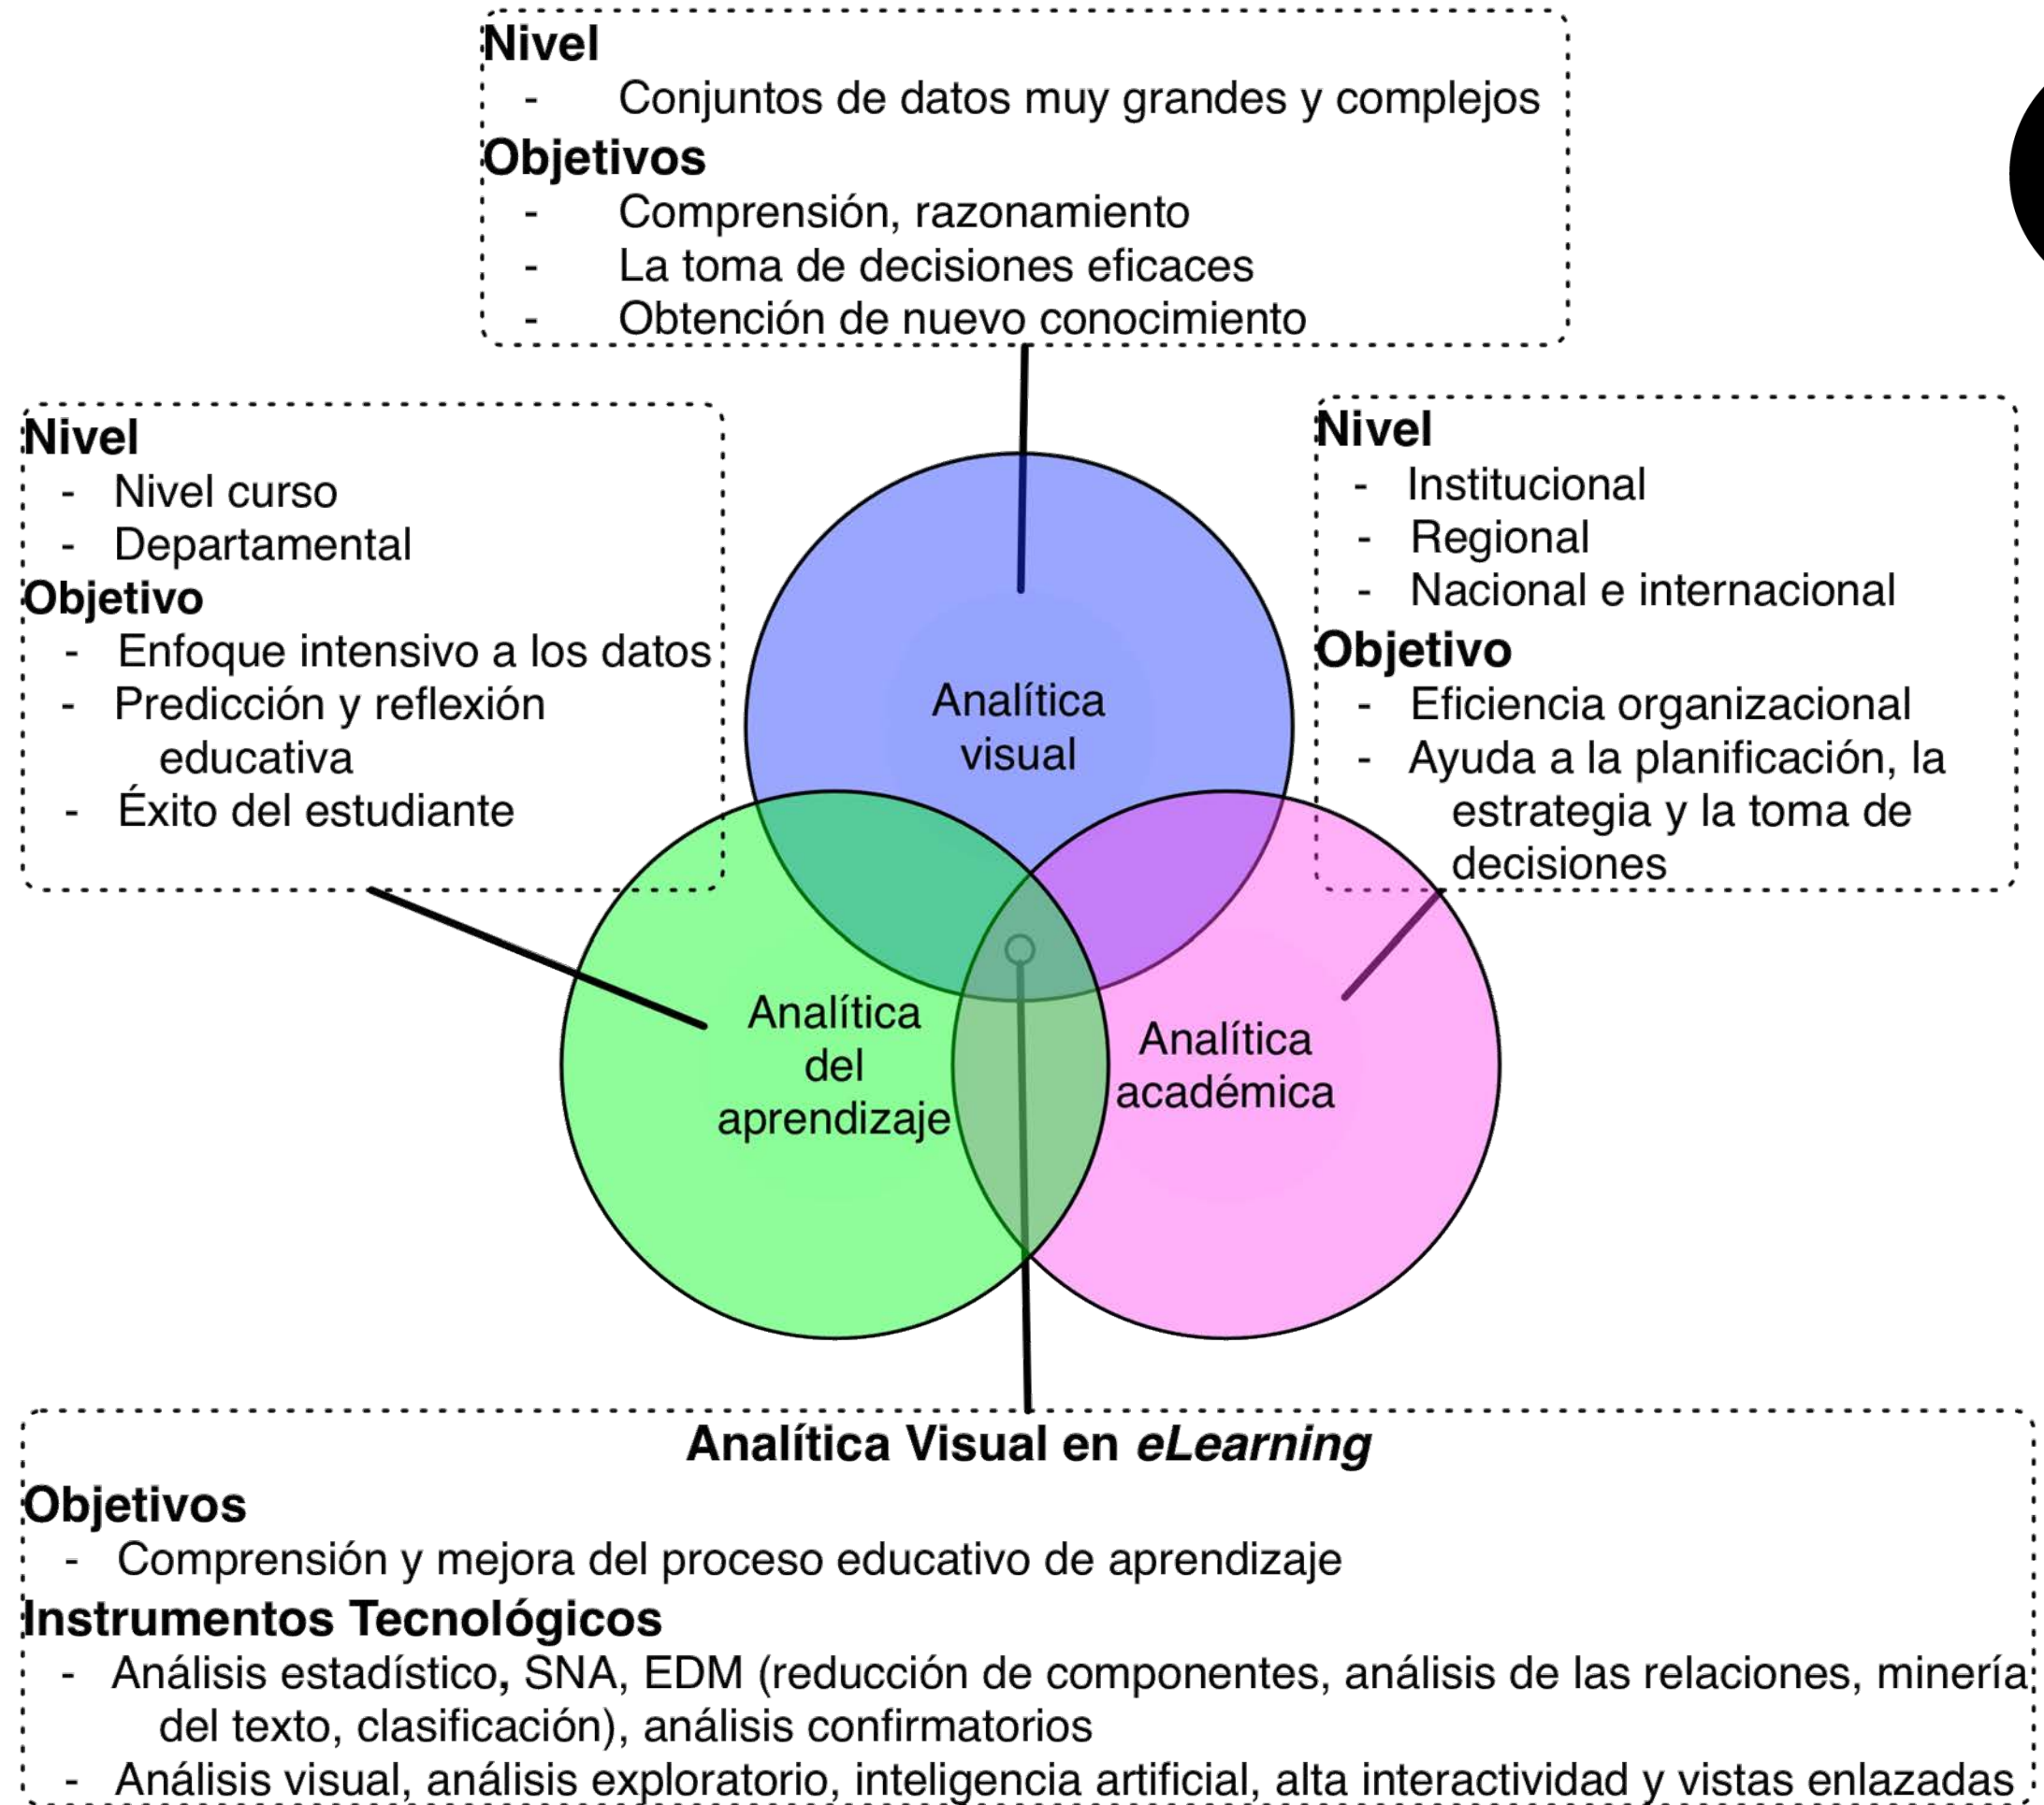 Nivel
- Conjuntos de datos muy grandes y complejos
Objetivos
- Comprensión, razonamiento
- La toma de decisiones eficaces
- Obtención de nuevo conocimiento
Nivel
- Nivel curso
- Departamental
Objetivo
- Enfoque intensivo a los datos
- Predicción y reflexión
educativa
- Éxito del estudiante
Nivel
- Institucional
- Regional
- Nacional e internacional
Objetivo
- Eficiencia organizacional
- Ayuda a la planificación, la
estrategia y la toma de
decisiones
Analítica
visual
Analítica
del
aprendizaje
Analítica
académica
Analítica Visual en eLearning
Objetivos
- Comprensión y mejora del proceso educativo de aprendizaje
Instrumentos Tecnológicos
- Análisis estadístico, SNA, EDM (reducción de componentes, análisis de las relaciones, minería
del texto, clasificación), análisis confirmatorios
- Análisis visual, análisis exploratorio, inteligencia artificial, alta interactividad y vistas enlazadas